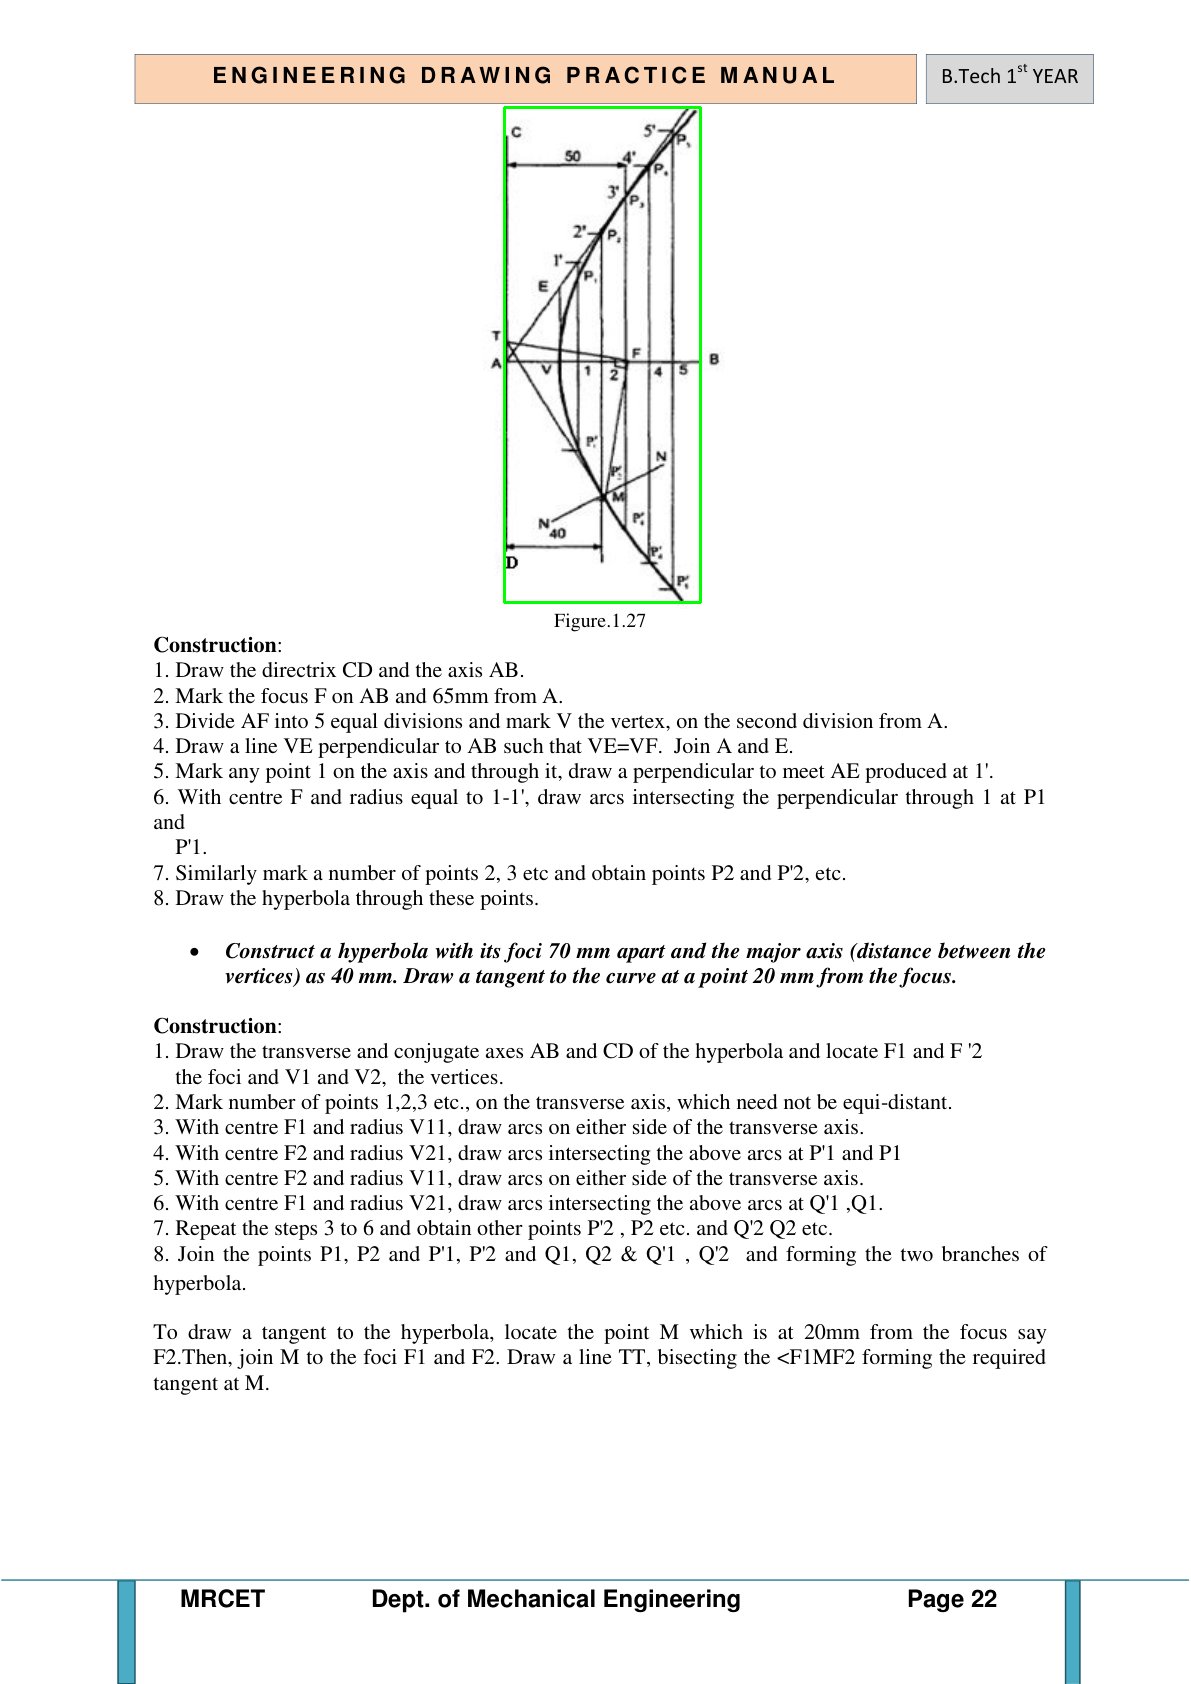 ENGINEERING DRAWING PRACTICE MANUAL
B.Tech 1st YEAR
C
5'
P5
50
4'
P4
3'
P3
2'
P2
1'
P1
E
T
F
A
V
1
2
4
5
B
P'1
N
P'2
M
N
40
P'4
D
Figure.1.27
Construction:
1. Draw the directrix CD and the axis AB.
2. Mark the focus F on AB and 65mm from A.
3. Divide AF into 5 equal divisions and mark V the vertex, on the second division from A.
4. Draw a line VE perpendicular to AB such that VE=VF.  Join A and E.
5. Mark any point 1 on the axis and through it, draw a perpendicular to meet AE produced at 1'.
6. With centre F and radius equal to 1-1', draw arcs intersecting the perpendicular through 1 at P1
and
P'1.
7. Similarly mark a number of points 2, 3 etc and obtain points P2 and P'2, etc.
8. Draw the hyperbola through these points.
• Construct a hyperbola with its foci 70 mm apart and the major axis (distance between the
vertices) as 40 mm. Draw a tangent to the curve at a point 20 mm from the focus.
Construction:
1. Draw the transverse and conjugate axes AB and CD of the hyperbola and locate F1 and F '2
the foci and V1 and V2,  the vertices.
2. Mark number of points 1,2,3 etc., on the transverse axis, which need not be equi-distant.
3. With centre F1 and radius V11, draw arcs on either side of the transverse axis.
4. With centre F2 and radius V21, draw arcs intersecting the above arcs at P'1 and P1
5. With centre F2 and radius V11, draw arcs on either side of the transverse axis.
6. With centre F1 and radius V21, draw arcs intersecting the above arcs at Q'1 ,Q1.
7. Repeat the steps 3 to 6 and obtain other points P'2 , P2 etc. and Q'2 Q2 etc.
8. Join the points P1, P2 and P'1, P'2 and Q1, Q2 & Q'1 , Q'2  and forming the two branches of
hyperbola.
To draw a tangent to the hyperbola, locate the point M which is at 20mm from the focus say
F2.Then, join M to the foci F1 and F2. Draw a line TT, bisecting the <F1MF2 forming the required
tangent at M.
MRCET Dept. of Mechanical Engineering Page 22